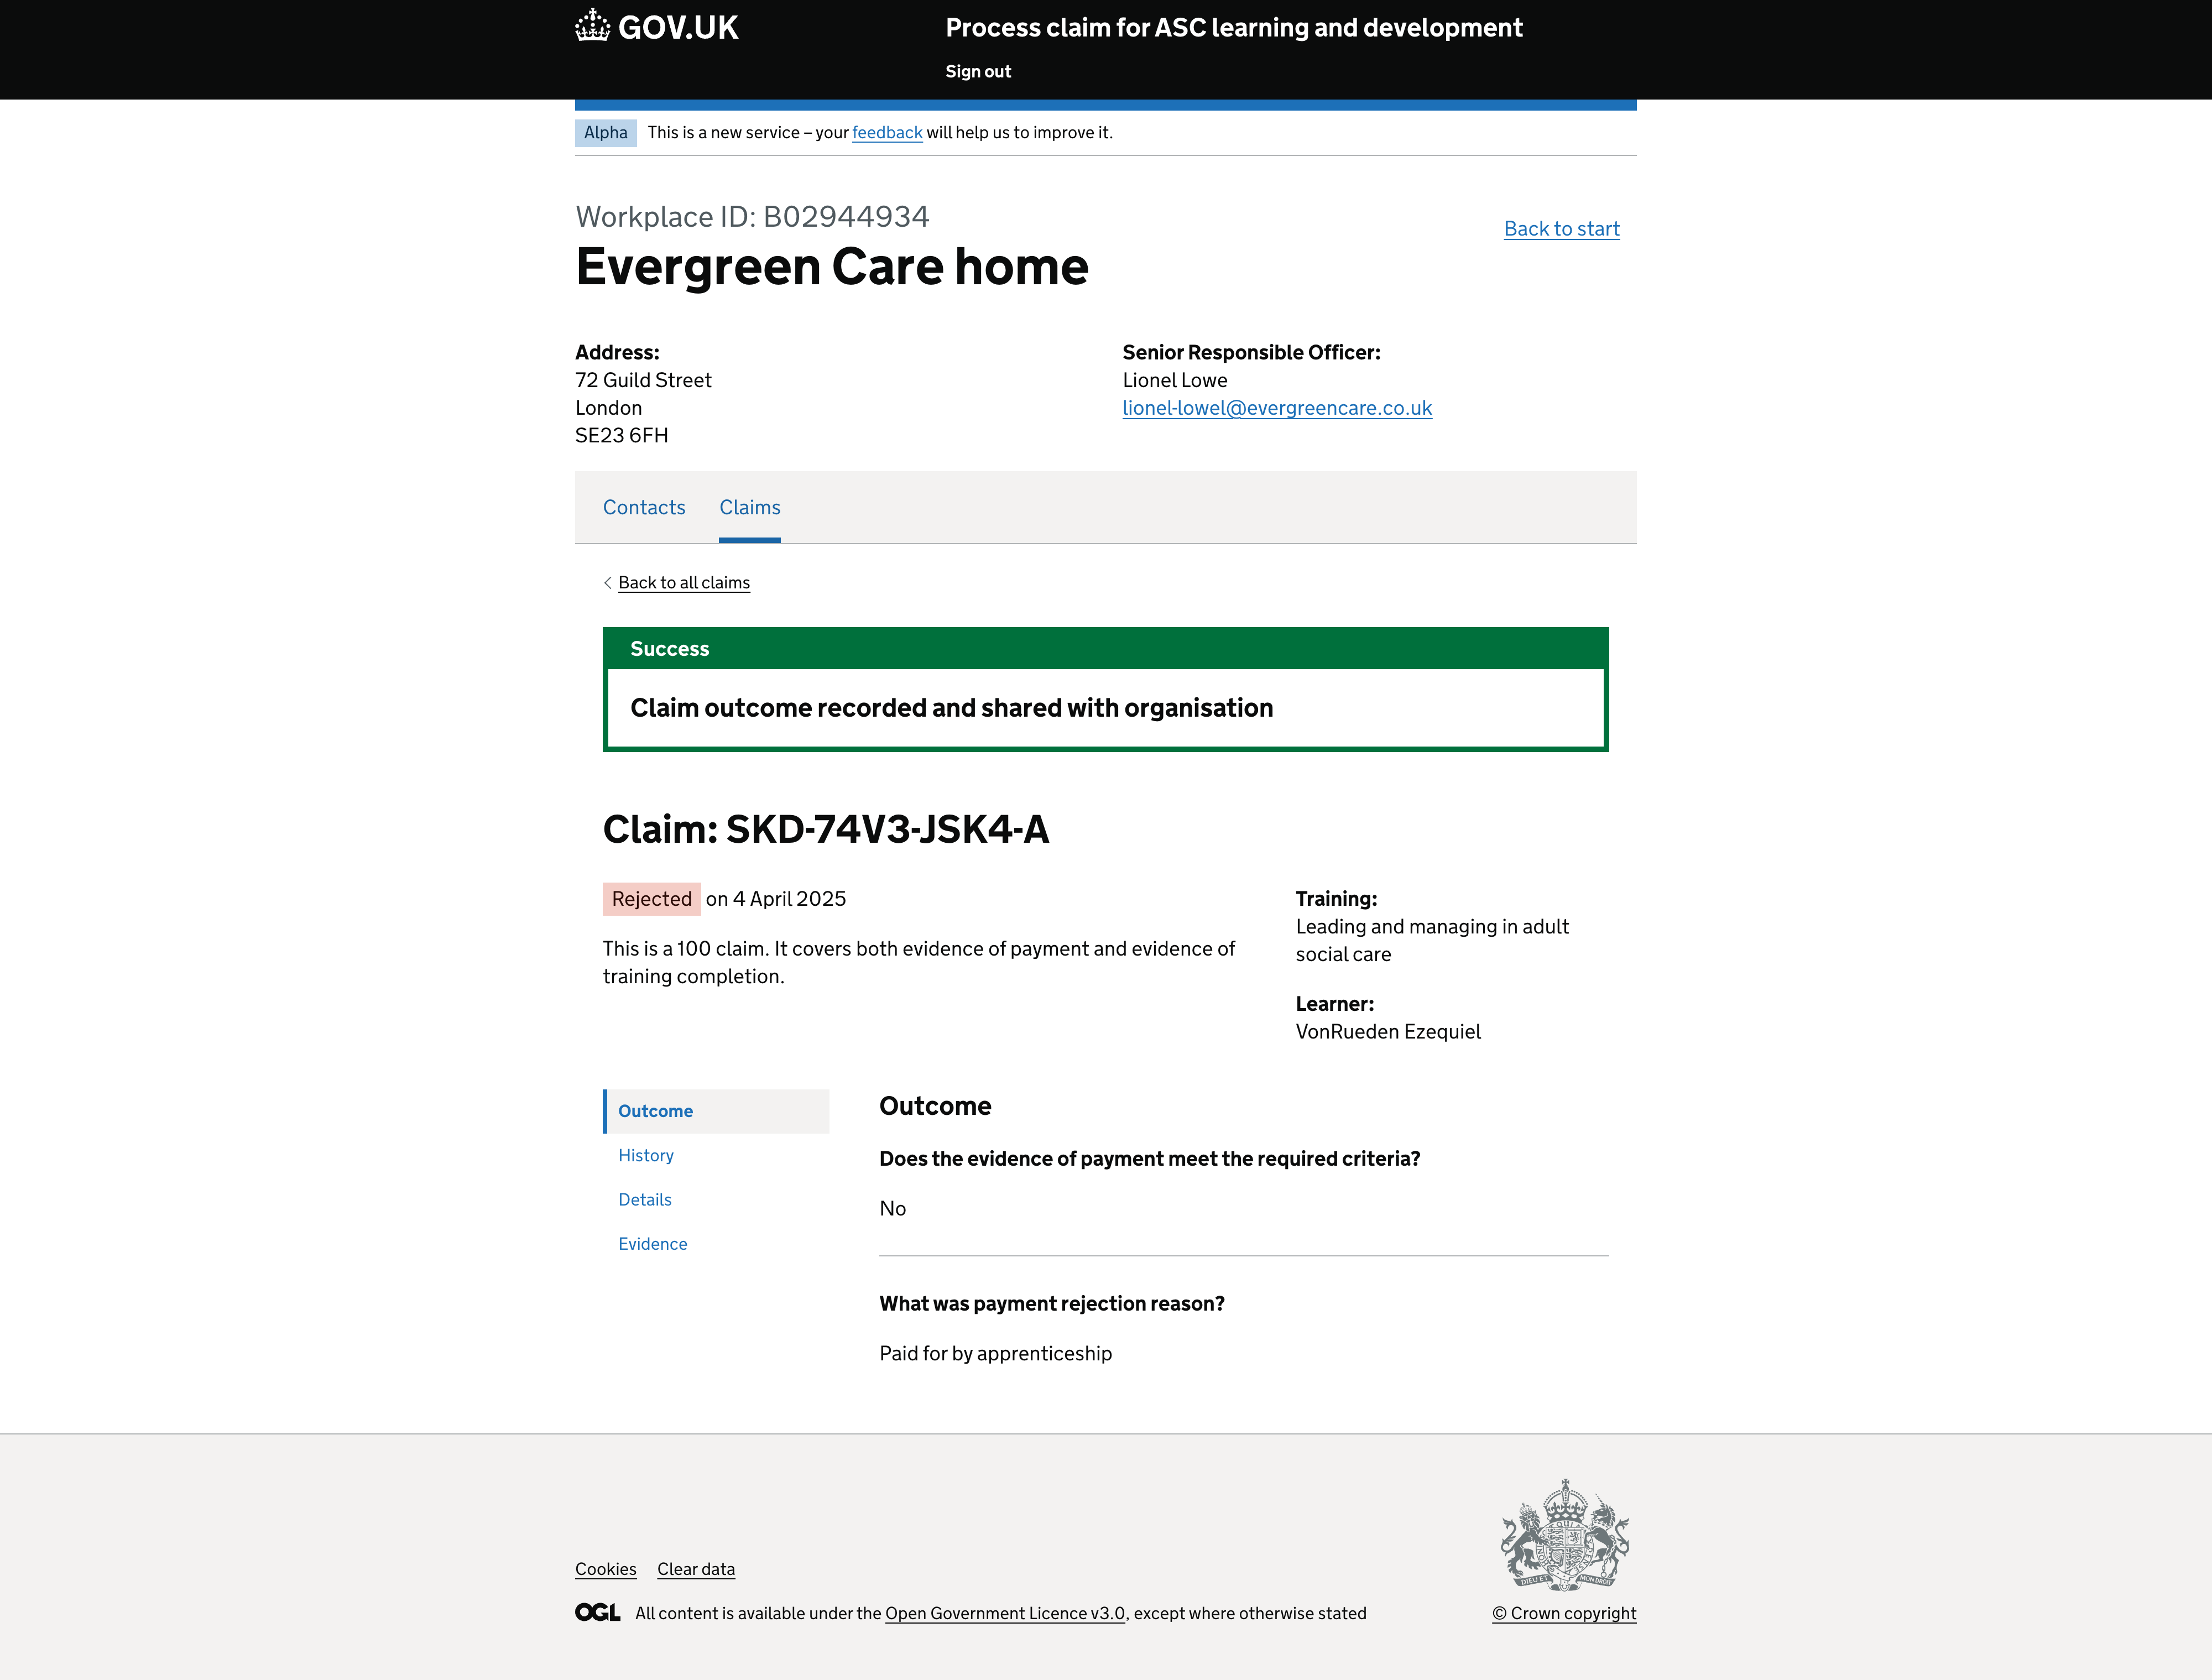 GOV.UK
Process claim for ASC learning and development
Sign out
Alpha
This is a new service – your feedback will help us to improve it.
Workplace ID: B02944934
Back to start
Evergreen Care home
Address:
72 Guild Street
London
SE23 6FH
Senior Responsible Officer:
Lionel Lowe
lionel-lowel@evergreencare.co.uk
Contacts
Claims
Back to all claims
Success
Claim outcome recorded and shared with organisation
Claim: SKD-74V3-JSK4-A
Rejected on 4 April 2025
This is a 100 claim. It covers both evidence of payment and evidence of
training completion.
Training:
Leading and managing in adult
social care
Learner:
VonRueden Ezequiel
Outcome
History
Details
Evidence
Outcome
Does the evidence of payment meet the required criteria?
No
What was payment rejection reason?
Paid for by apprenticeship
Cookies
Clear data
OGL
All content is available under the Open Government Licence v3.0, except where otherwise stated
DIEU ET MON DROIT
© Crown copyright